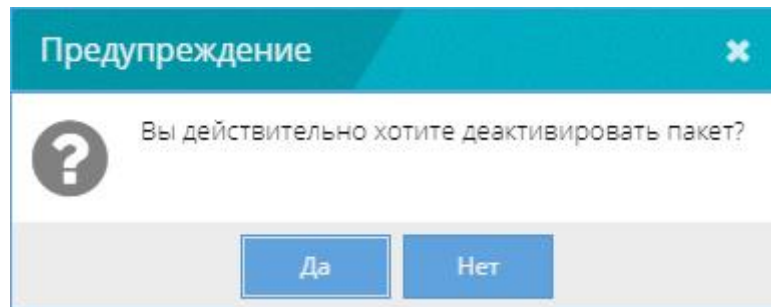 Предупреждение
Вы действительно хотите деактивировать пакет?
Да Нет